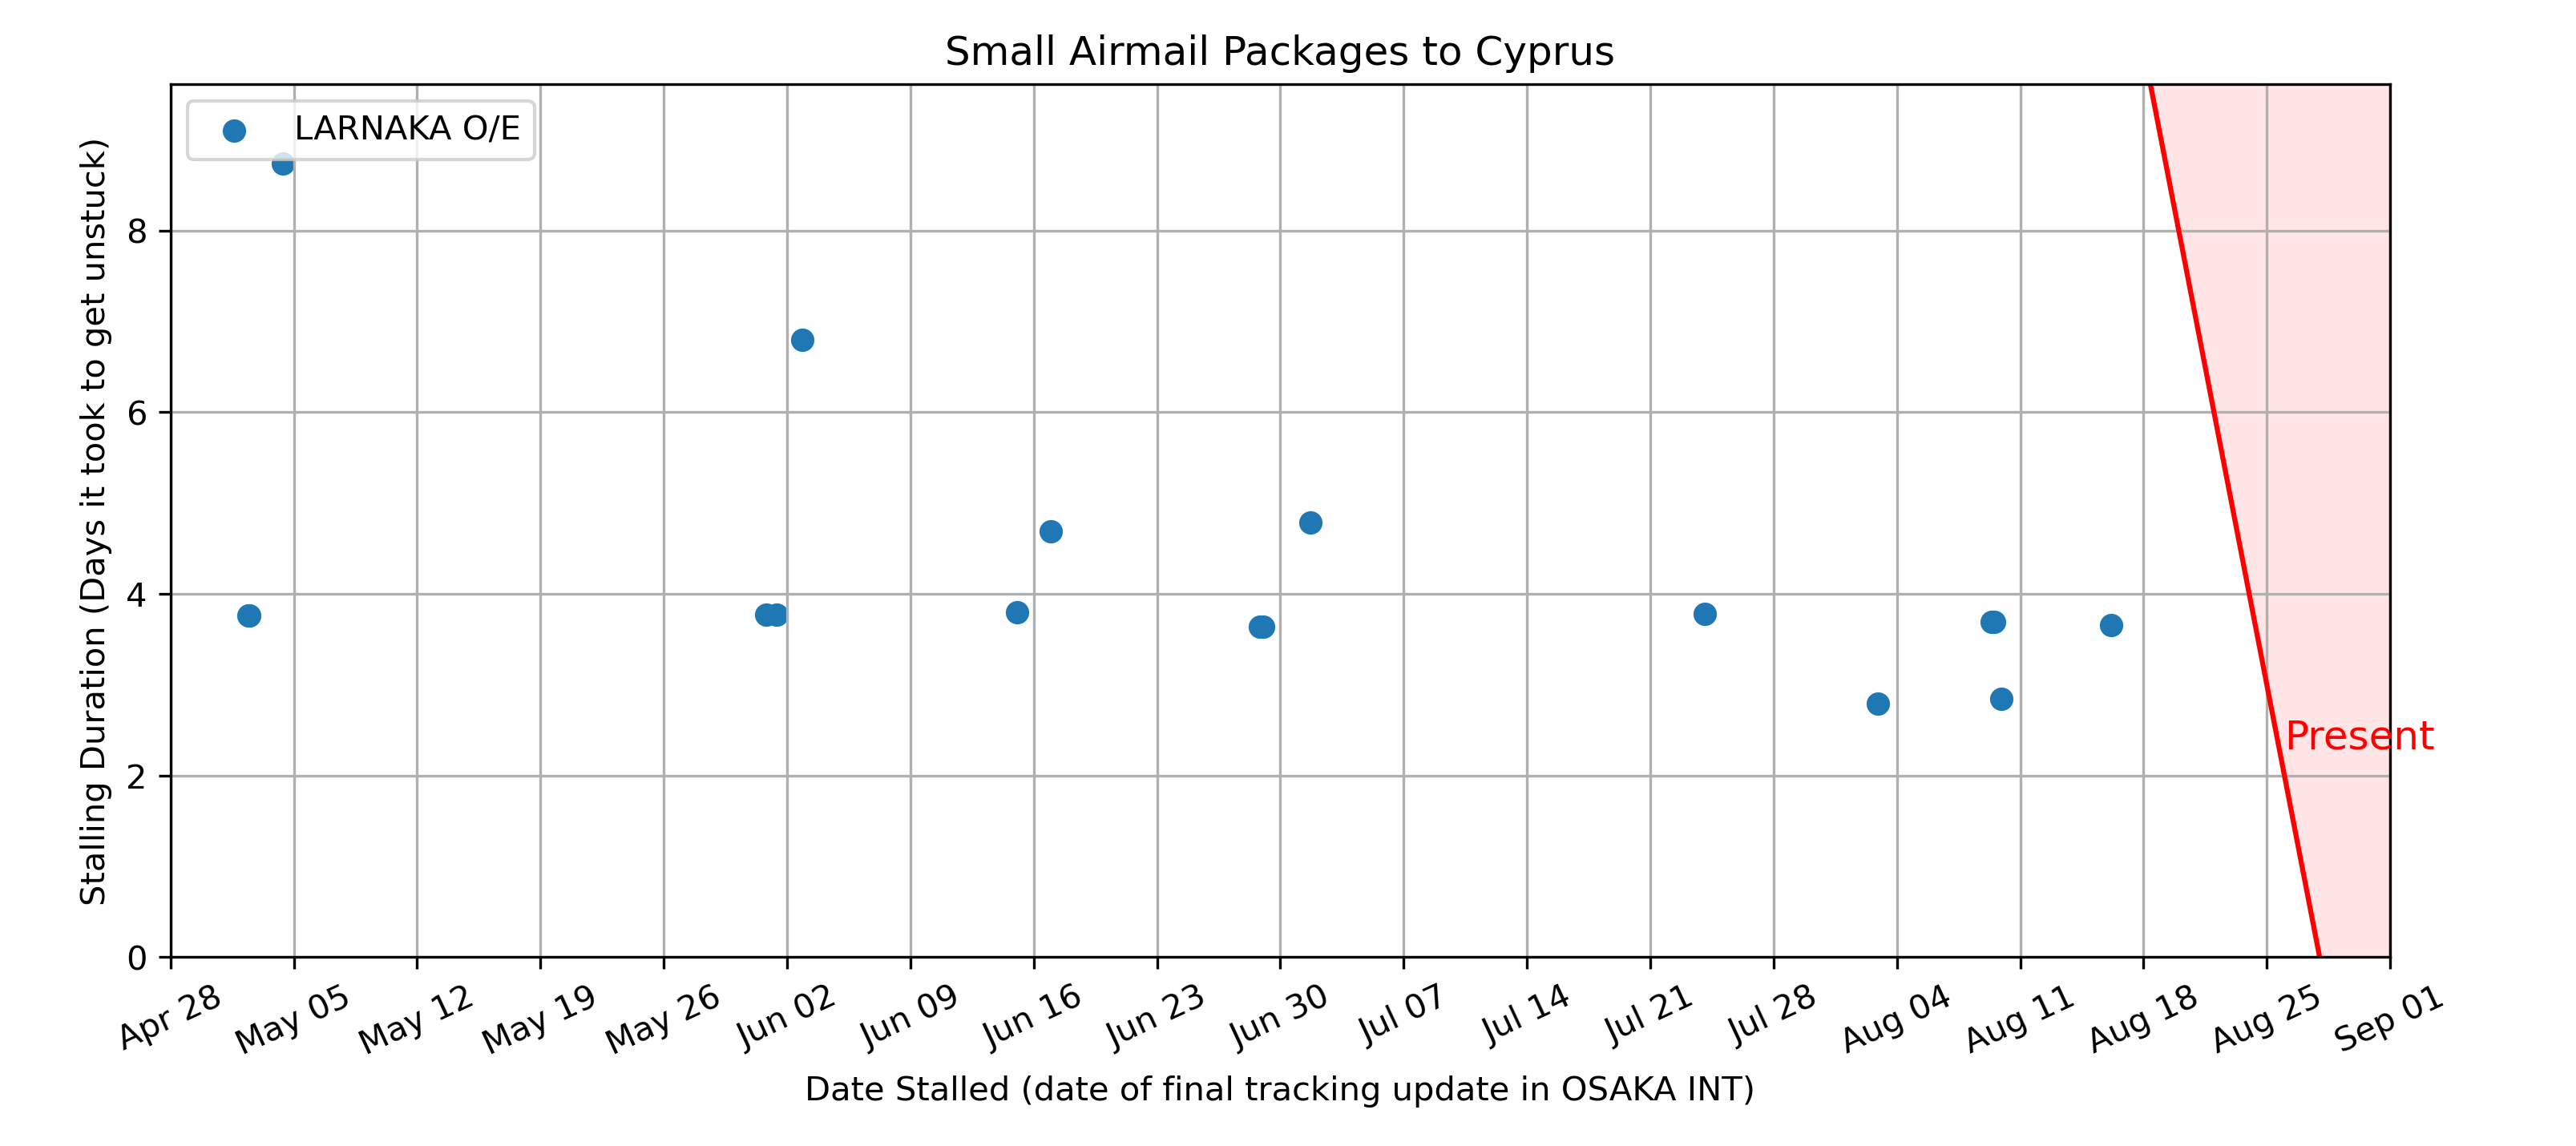 Small Airmail Packages to Cyprus
LARNAKA O/E
Stalling Duration (Days it took to get unstuck)
8
6
4
2
0
Present
Apr 28 May 05 May 12 May 19 May 26 Jun 02 Jun 09 Jun 16 Jun 23 Jun 30 Jul 07 Jul 14 Jul 21 Jul 28 Aug 04 Aug 11 Aug 18 Aug 25 Sep 01
Date Stalled (date of final tracking update in OSAKA INT)